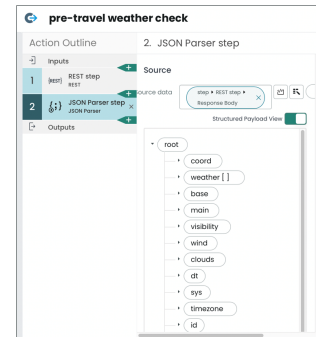 pre-travel weather check
Action Outline
Inputs
1
{REST}
REST step
REST
2
JSON Parser step
JSON Parser
×
Outputs
2. JSON Parser step
Source
ource data
step ▸ REST step ▸
Response Body
×
Structured Payload View
root
coord
weather [ ]
base
main
visibility
wind
clouds
dt
sys
timezone
id